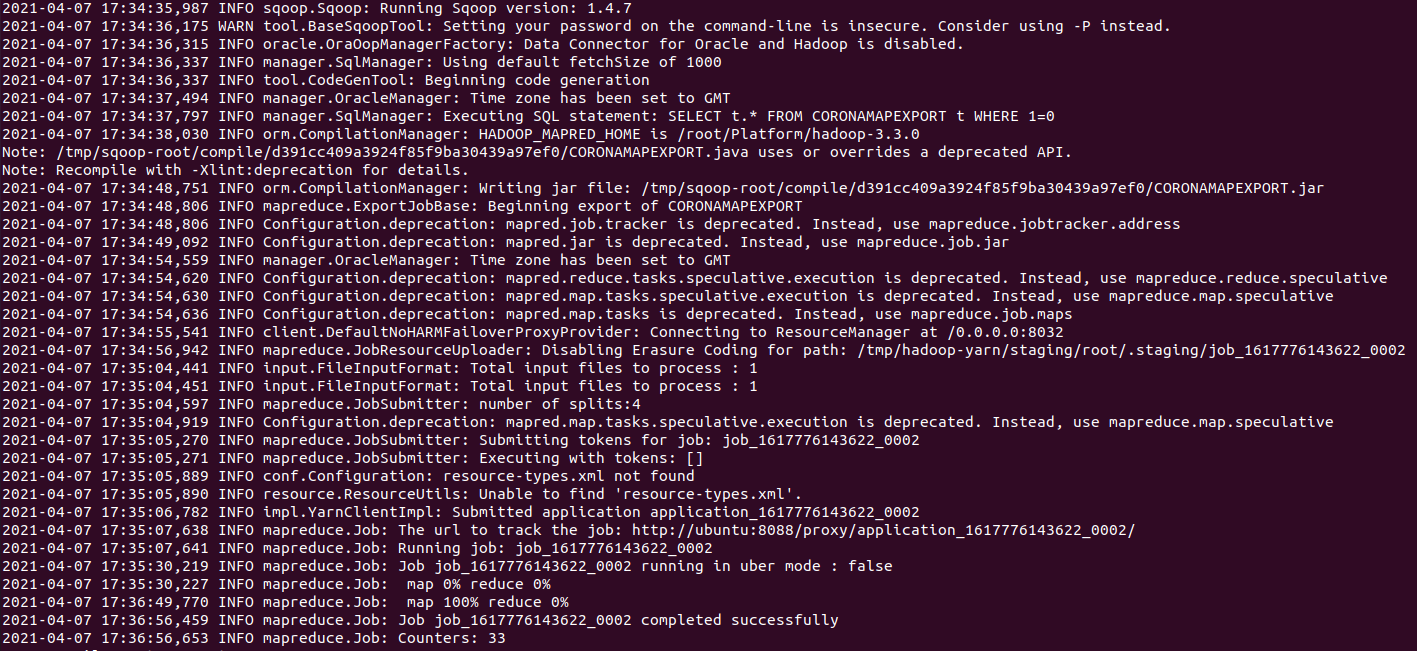 2021-04-07 17:34:35,987 INFO sqoop.Sqoop: Running Sqoop version: 1.4.7
2021-04-07 17:34:36,175 WARN tool.BaseSqoopTool: Setting your password on the command-line is insecure. Consider using -P instead.
2021-04-07 17:34:36,315 INFO oracle.OraOopManagerFactory: Data Connector for Oracle and Hadoop is disabled.
2021-04-07 17:34:36,337 INFO manager.SqlManager: Using default fetchSize of 1000
2021-04-07 17:34:36,337 INFO tool.CodeGenTool: Beginning code generation
2021-04-07 17:34:37,494 INFO manager.OracleManager: Time zone has been set to GMT
2021-04-07 17:34:37,797 INFO manager.SqlManager: Executing SQL statement: SELECT t.* FROM CORONAMAPEXPORT t WHERE 1=0
2021-04-07 17:34:38,030 INFO orm.CompilationManager: HADOOP_MAPRED_HOME is /root/Platform/hadoop-3.3.0
Note: /tmp/sqoop-root/compile/d391cc409a3924f85f9ba30439a97ef0/CORONAMAPEXPORT.java uses or overrides a deprecated API.
Note: Recompile with -Xlint:deprecation for details.
2021-04-07 17:34:48,751 INFO orm.CompilationManager: Writing jar file: /tmp/sqoop-root/compile/d391cc409a3924f85f9ba30439a97ef0/CORONAMAPEXPORT.jar
2021-04-07 17:34:48,806 INFO mapreduce.ExportJobBase: Beginning export of CORONAMAPEXPORT
2021-04-07 17:34:48,806 INFO Configuration.deprecation: mapred.job.tracker is deprecated. Instead, use mapreduce.jobtracker.address
2021-04-07 17:34:49,092 INFO Configuration.deprecation: mapred.jar is deprecated. Instead, use mapreduce.job.jar
2021-04-07 17:34:54,559 INFO manager.OracleManager: Time zone has been set to GMT
2021-04-07 17:34:54,620 INFO Configuration.deprecation: mapred.reduce.tasks.speculative.execution is deprecated. Instead, use mapreduce.reduce.speculative
2021-04-07 17:34:54,630 INFO Configuration.deprecation: mapred.map.tasks.speculative.execution is deprecated. Instead, use mapreduce.map.speculative
2021-04-07 17:34:54,636 INFO Configuration.deprecation: mapred.map.tasks is deprecated. Instead, use mapreduce.job.maps
2021-04-07 17:34:55,541 INFO client.DefaultNoHARMFailoverProxyProvider: Connecting to ResourceManager at /0.0.0.0:8032
2021-04-07 17:34:56,942 INFO mapreduce.JobResourceUploader: Disabling Erasure Coding for path: /tmp/hadoop-yarn/staging/root/.staging/job_1617776143622_0002
2021-04-07 17:35:04,441 INFO input.FileInputFormat: Total input files to process : 1
2021-04-07 17:35:04,451 INFO input.FileInputFormat: Total input files to process : 1
2021-04-07 17:35:04,597 INFO mapreduce.JobSubmitter: number of splits:4
2021-04-07 17:35:04,919 INFO Configuration.deprecation: mapred.map.tasks.speculative.execution is deprecated. Instead, use mapreduce.map.speculative
2021-04-07 17:35:05,270 INFO mapreduce.JobSubmitter: Submitting tokens for job: job_1617776143622_0002
2021-04-07 17:35:05,271 INFO mapreduce.JobSubmitter: Executing with tokens: []
2021-04-07 17:35:05,889 INFO conf.Configuration: resource-types.xml not found
2021-04-07 17:35:05,890 INFO resource.ResourceUtils: Unable to find 'resource-types.xml'.
2021-04-07 17:35:06,782 INFO impl.YarnClientImpl: Submitted application application_1617776143622_0002
2021-04-07 17:35:07,638 INFO mapreduce.Job: The url to track the job: http://ubuntu:8088/proxy/application_1617776143622_0002/
2021-04-07 17:35:07,641 INFO mapreduce.Job: Running job: job_1617776143622_0002
2021-04-07 17:35:30,219 INFO mapreduce.Job: Job job_1617776143622_0002 running in uber mode : false
2021-04-07 17:35:30,227 INFO mapreduce.Job:  map 0% reduce 0%
2021-04-07 17:36:49,770 INFO mapreduce.Job:  map 100% reduce 0%
2021-04-07 17:36:56,459 INFO mapreduce.Job: Job job_1617776143622_0002 completed successfully
2021-04-07 17:36:56,653 INFO mapreduce.Job: Counters: 33